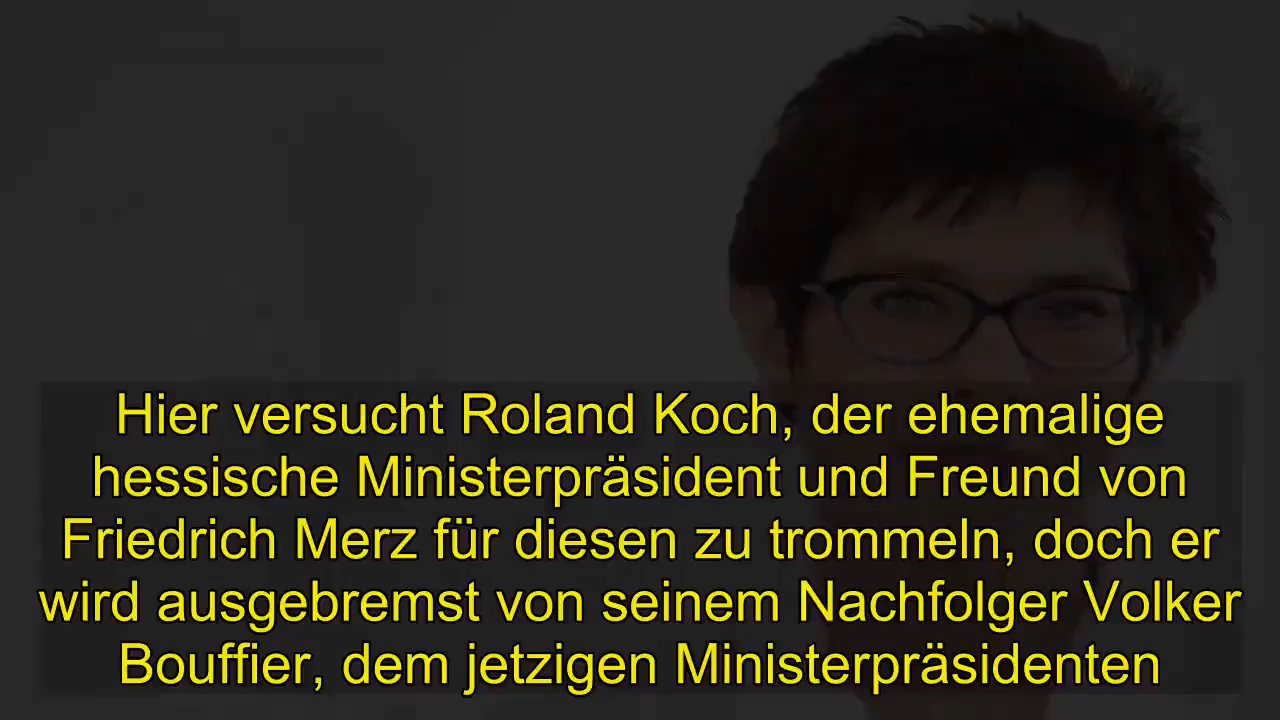 Hier versucht Roland Koch, der ehemalige
hessische Ministerpräsident und Freund von
Friedrich Merz für diesen zu trommeln, doch er
wird ausgebremst von seinem Nachfolger Volker
Bouffier, dem jetzigen Ministerpräsidenten